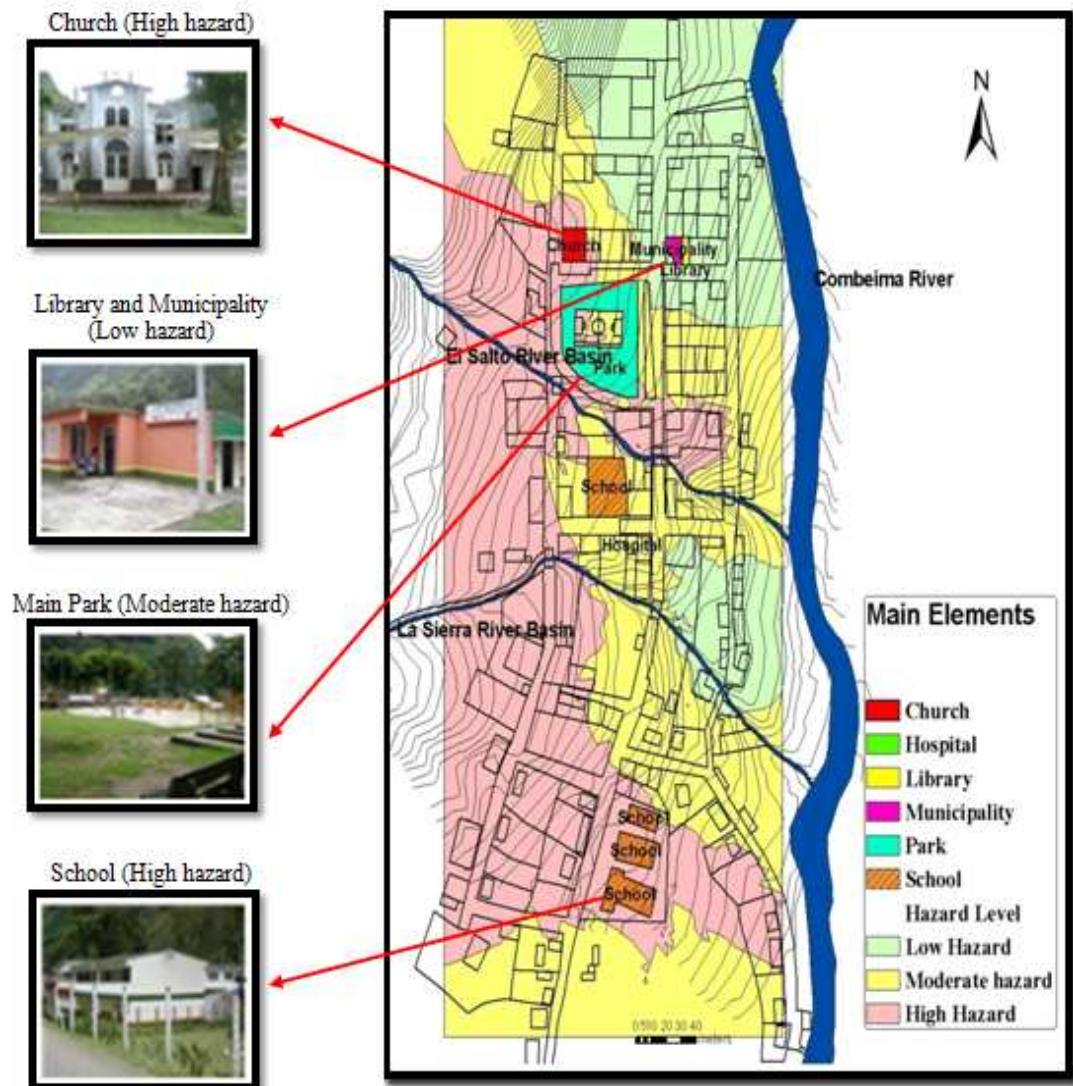 Church (High hazard)
Library and Municipality
(Low hazard)
Main Park (Moderate hazard)
School (High hazard)
N
Church
Municipality
Library
Combeima River
El Salto River Basin
Park
School
Hospital
La Sierra River Basin
School
School
School
Main Elements
Church
Hospital
Library
Municipality
Park
School
Hazard Level
Low Hazard
Moderate hazard
High Hazard